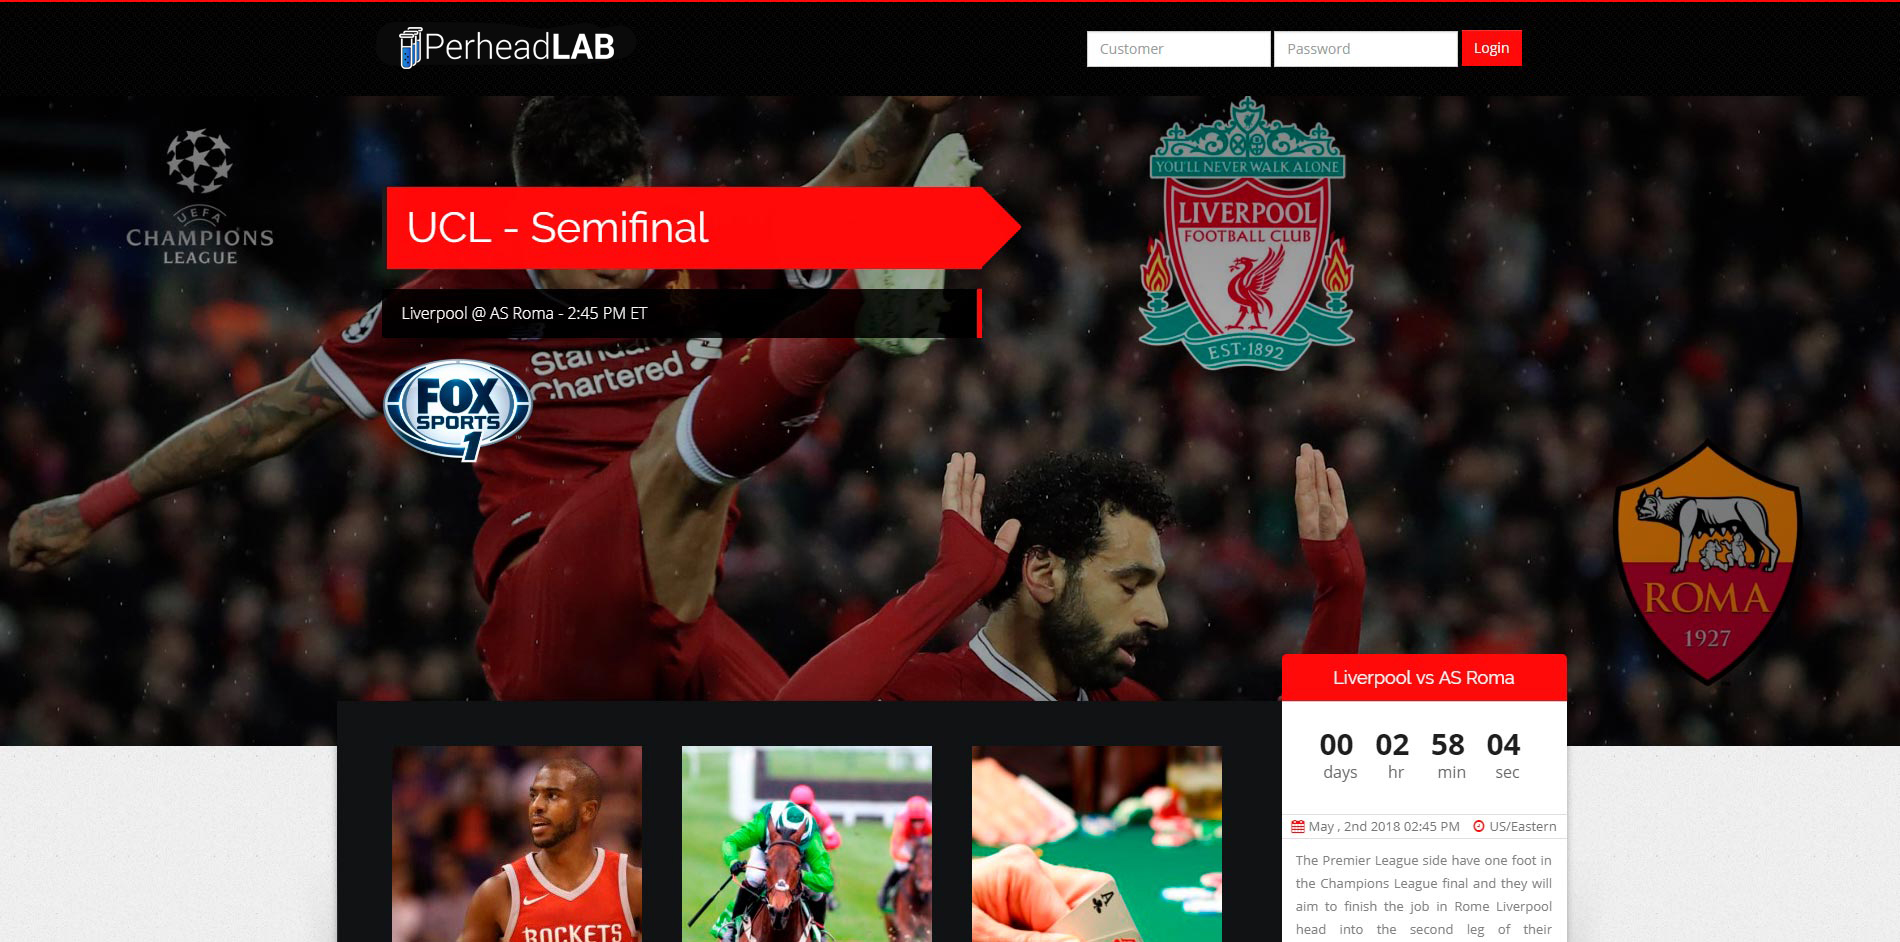 PerheadLAB
Customer
Password
Login
UEFA
CHAMPIONS
LEAGUE
UCL - Semifinal
Liverpool @ AS Roma - 2:45 PM ET
Standard
Chartered
FOX
SPORTS
1
YOU'LL NEVER WALK ALONE
LIVERPOOL
FOOTBALL CLUB
EST·1892
ROMA
1927
Liverpool vs AS Roma
00 02 58 04
days hr min sec
May , 2nd 2018 02:45 PM US/Eastern
The Premier League side have one foot in
the Champions League final and they will
aim to finish the job in Rome Liverpool
head into the second leg of their
ROCKETS
A